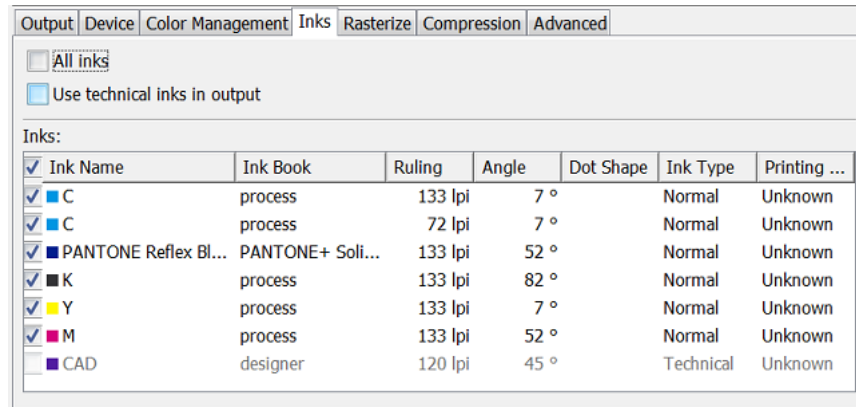 Output Device Color Management Inks Rasterize Compression Advanced
All inks
Use technical inks in output
Inks:
Ink Name Ink Book Ruling Angle Dot Shape Ink Type Printing ...
C process 133 lpi 7 º Normal Unknown
C process 72 lpi 7 º Normal Unknown
PANTONE Reflex Bl... PANTONE+ Soli... 133 lpi 52 º Normal Unknown
K process 133 lpi 82 º Normal Unknown
Y process 133 lpi 7 º Normal Unknown
M process 133 lpi 52 º Normal Unknown
CAD designer 120 lpi 45 º Technical Unknown